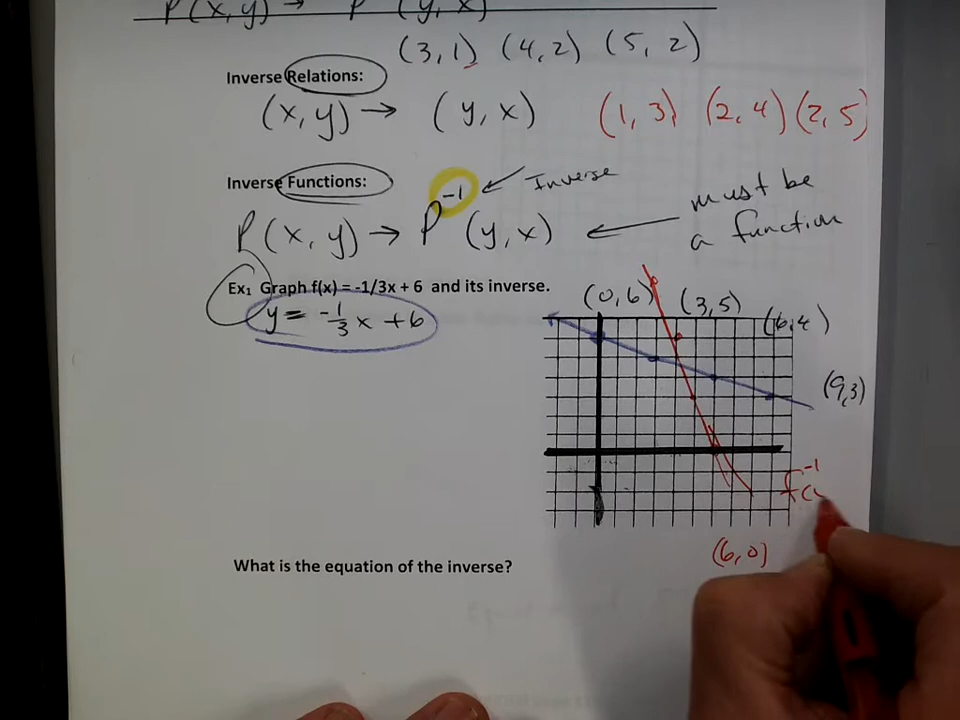 P(x,y) → P (y,x)
(3,1) (4,2) (5,2)
Inverse Relations:
(x,y) → (y,x) (1,3) (2,4) (2,5)
Inverse Functions:
Inverse
must be
P(x,y) → P⁻¹(y,x)
a function
Ex₁ Graph f(x) = -1/3x + 6 and its inverse.
(0,6) (3,5) (6,4)
y = -1/3 x + 6
(9,3)
f⁻¹(
(6,0)
What is the equation of the inverse?